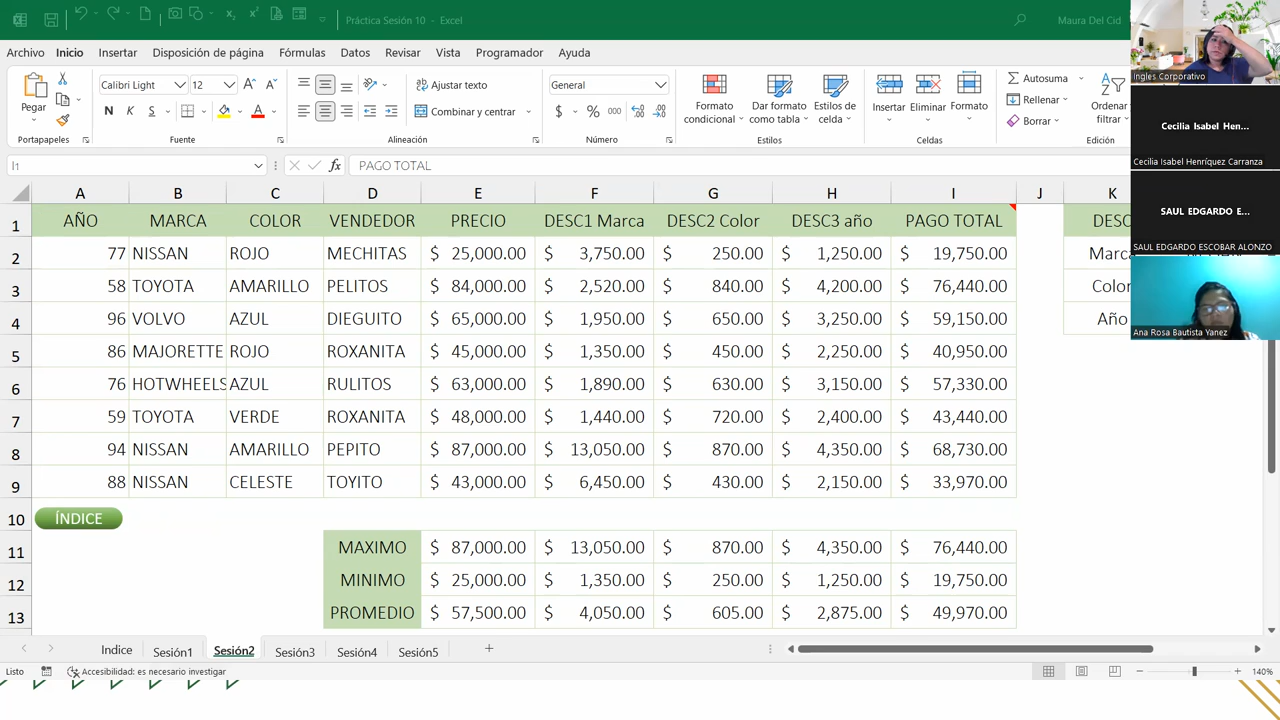 Práctica Sesión 10 - Excel
Maura Del Cid
Archivo Inicio Insertar Disposición de página Fórmulas Datos Revisar Vista Programador Ayuda
Pegar
Portapapeles
Calibri Light 12
N K S
Fuente
Ajustar texto
Combinar y centrar
Alineación
General
$ % 000
Número
Formato condicional
Dar formato como tabla
Estilos de celda
Estilos
Insertar Eliminar Formato
Celdas
Autosuma
Rellenar
Borrar
Ordenar
Edición
I1 fx PAGO TOTAL
A B C D E F G H I J K
1 AÑO MARCA COLOR VENDEDOR PRECIO DESC1 Marca DESC2 Color DESC3 año PAGO TOTAL
2 77 NISSAN ROJO MECHITAS $ 25,000.00 $ 3,750.00 $ 250.00 $ 1,250.00 $ 19,750.00 Marca
3 58 TOYOTA AMARILLO PELITOS $ 84,000.00 $ 2,520.00 $ 840.00 $ 4,200.00 $ 76,440.00 Color
4 96 VOLVO AZUL DIEGUITO $ 65,000.00 $ 1,950.00 $ 650.00 $ 3,250.00 $ 59,150.00 Año
5 86 MAJORETTE ROJO ROXANITA $ 45,000.00 $ 1,350.00 $ 450.00 $ 2,250.00 $ 40,950.00
6 76 HOTWHEELS AZUL RULITOS $ 63,000.00 $ 1,890.00 $ 630.00 $ 3,150.00 $ 57,330.00
7 59 TOYOTA VERDE ROXANITA $ 48,000.00 $ 1,440.00 $ 720.00 $ 2,400.00 $ 43,440.00
8 94 NISSAN AMARILLO PEPITO $ 87,000.00 $ 13,050.00 $ 870.00 $ 4,350.00 $ 68,730.00
9 88 NISSAN CELESTE TOYITO $ 43,000.00 $ 6,450.00 $ 430.00 $ 2,150.00 $ 33,970.00
10 ÍNDICE
11 MAXIMO $ 87,000.00 $ 13,050.00 $ 870.00 $ 4,350.00 $ 76,440.00
12 MINIMO $ 25,000.00 $ 1,350.00 $ 250.00 $ 1,250.00 $ 19,750.00
13 PROMEDIO $ 57,500.00 $ 4,050.00 $ 605.00 $ 2,875.00 $ 49,970.00
Indice Sesión1 Sesión2 Sesión3 Sesión4 Sesión5
Listo Accesibilidad: es necesario investigar 140%
Ingles Corporativo
Cecilia Isabel Hen...
Cecilia Isabel Henríquez Carranza
SAUL EDGARDO E...
SAUL EDGARDO ESCOBAR ALONZO
Ana Rosa Bautista Yanez